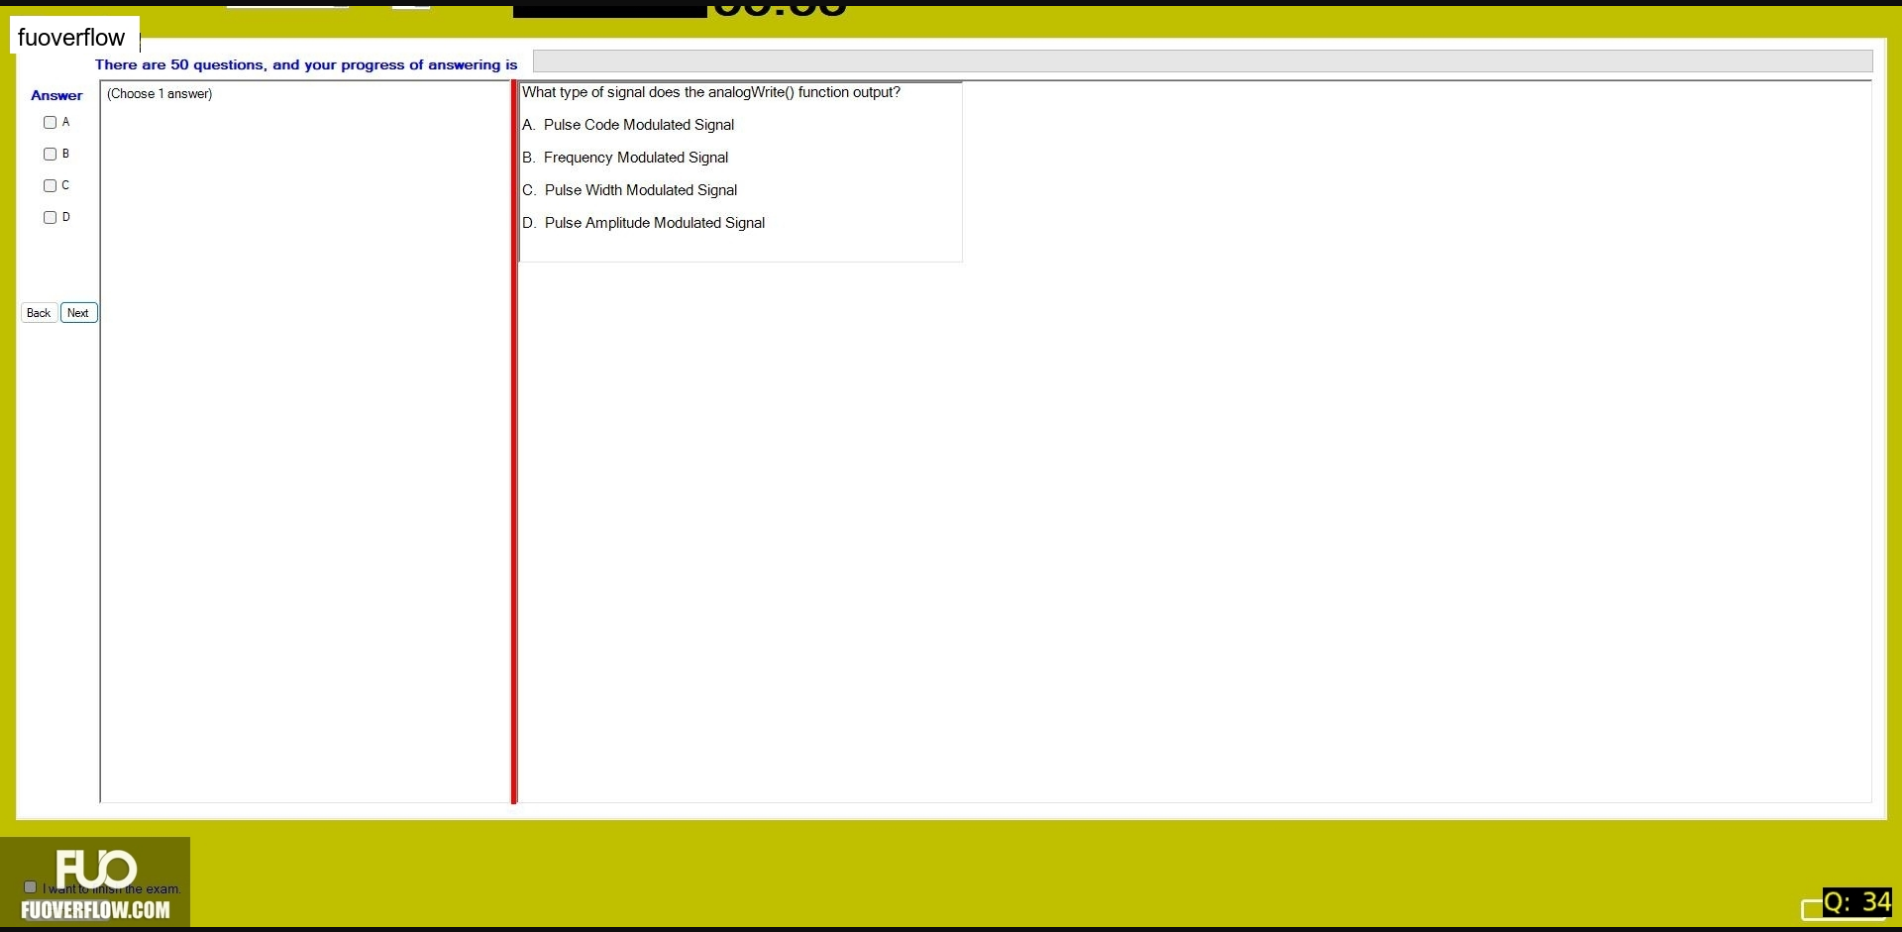 fuoverflow
There are 50 questions, and your progress of answering is
Answer
(Choose 1 answer)
What type of signal does the analogWrite() function output?
A
A. Pulse Code Modulated Signal
B
B. Frequency Modulated Signal
C
C. Pulse Width Modulated Signal
D
D. Pulse Amplitude Modulated Signal
Back Next
FUO
I want to finish the exam.
FUOVERFLOW.COM
Q: 34